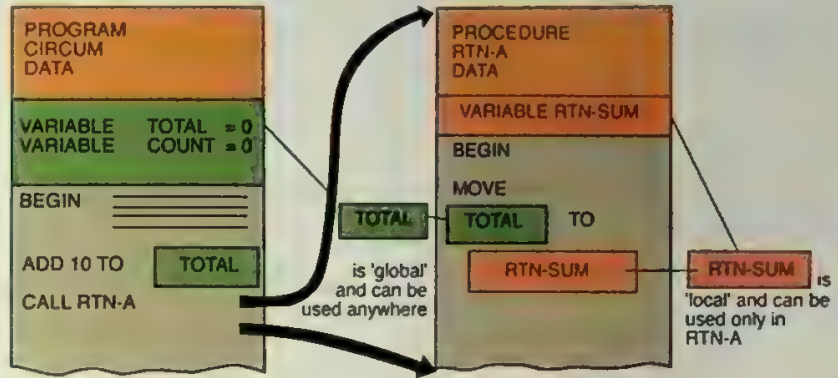 PROGRAM
CIRCUM
DATA
VARIABLE TOTAL = 0
VARIABLE COUNT = 0
BEGIN
ADD 10 TO TOTAL
CALL RTN-A
TOTAL
is 'global'
and can be
used anywhere
PROCEDURE
RTN-A
DATA
VARIABLE RTN-SUM
BEGIN
MOVE
TOTAL TO
RTN-SUM
RTN-SUM is
'local' and can be
used only in
RTN-A